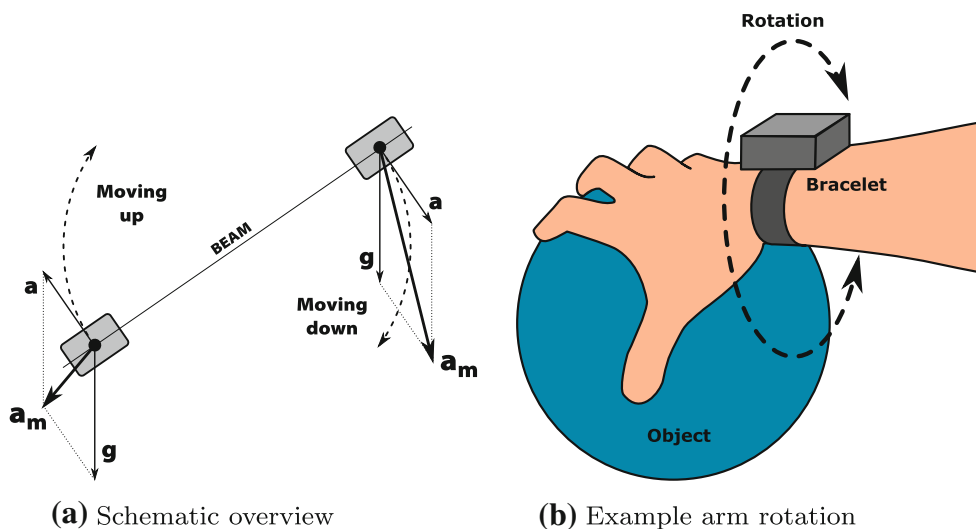 Moving
up
a
BEAM
a
g
Moving
down
a_m
a_m
g
(a) Schematic overview
Rotation
Bracelet
Object
(b) Example arm rotation